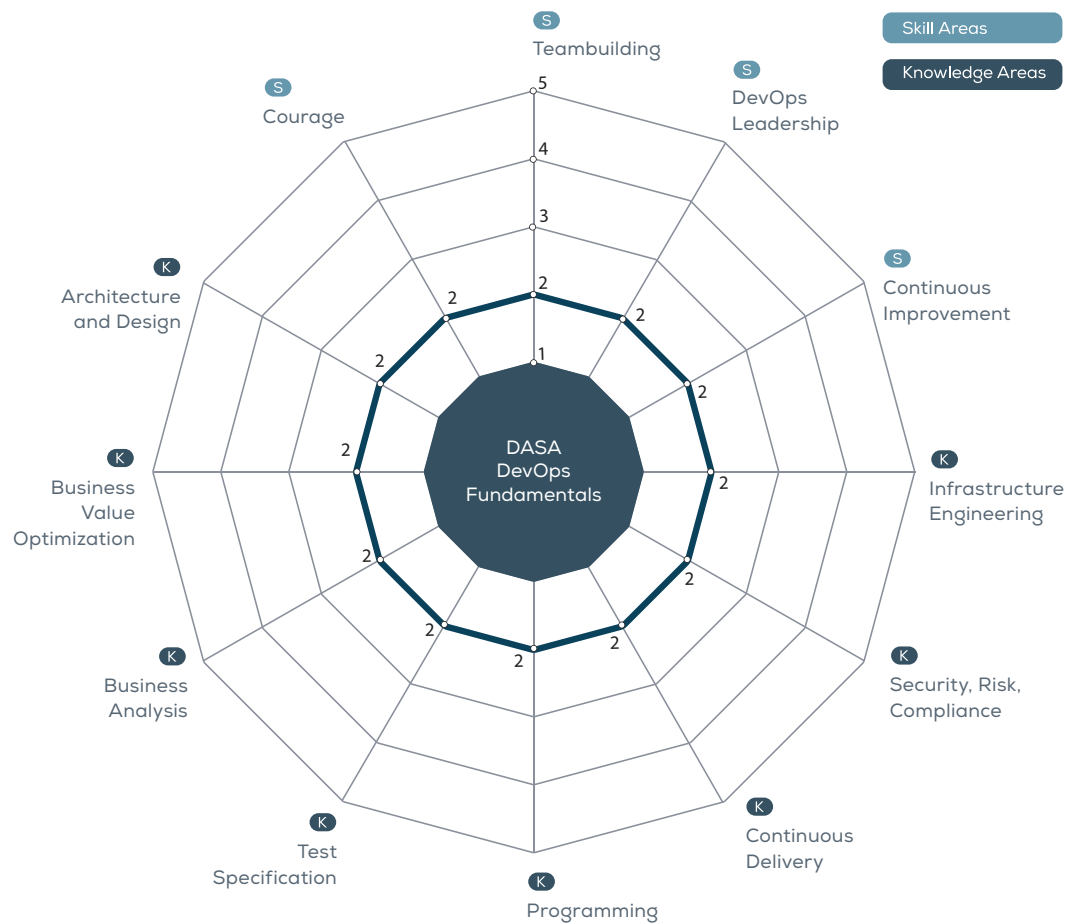 S
Teambuilding
Skill Areas
Knowledge Areas
S
DevOps
Leadership
S
Courage
5
4
3
2
1
S
Continuous
Improvement
K
Architecture
and Design
2
2
2
2
2
2
2
2
2
2
2
DASA
DevOps
Fundamentals
K
Business
Value
Optimization
K
Infrastructure
Engineering
K
Business
Analysis
K
Security, Risk,
Compliance
K
Test
Specification
K
Continuous
Delivery
K
Programming